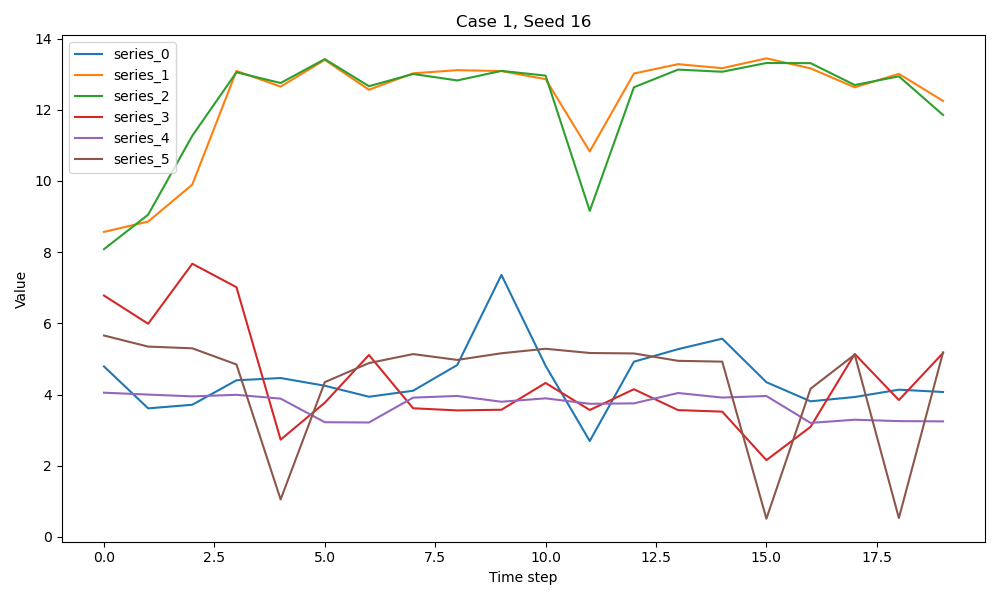 Case 1, Seed 16
14
12
10
8
6
4
2
0
Value
series_0
series_1
series_2
series_3
series_4
series_5
0.0
2.5
5.0
7.5
10.0
12.5
15.0
17.5
Time step